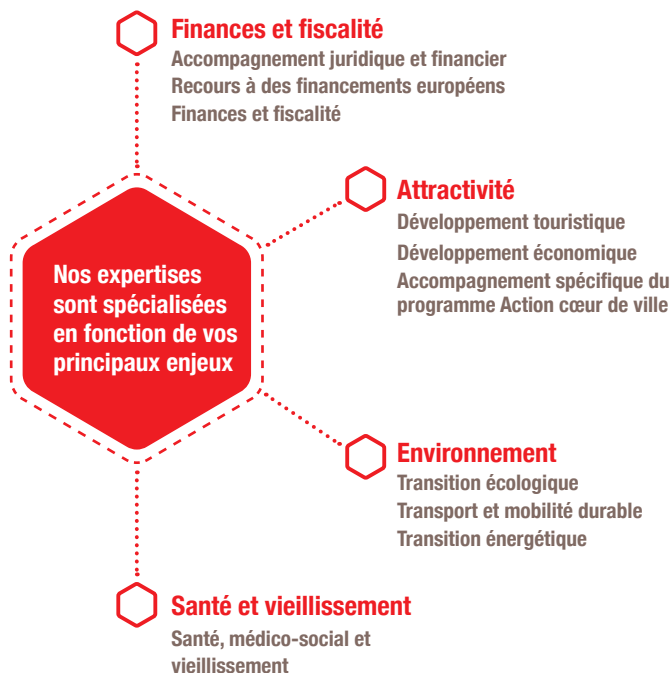 Finances et fiscalité
Accompagnement juridique et financier
Recours à des financements européens
Finances et fiscalité
Attractivité
Développement touristique
Développement économique
Accompagnement spécifique du
programme Action cœur de ville
Nos expertises
sont spécialisées
en fonction de vos
principaux enjeux
Environnement
Transition écologique
Transport et mobilité durable
Transition énergétique
Santé et vieillissement
Santé, médico-social et
vieillissement